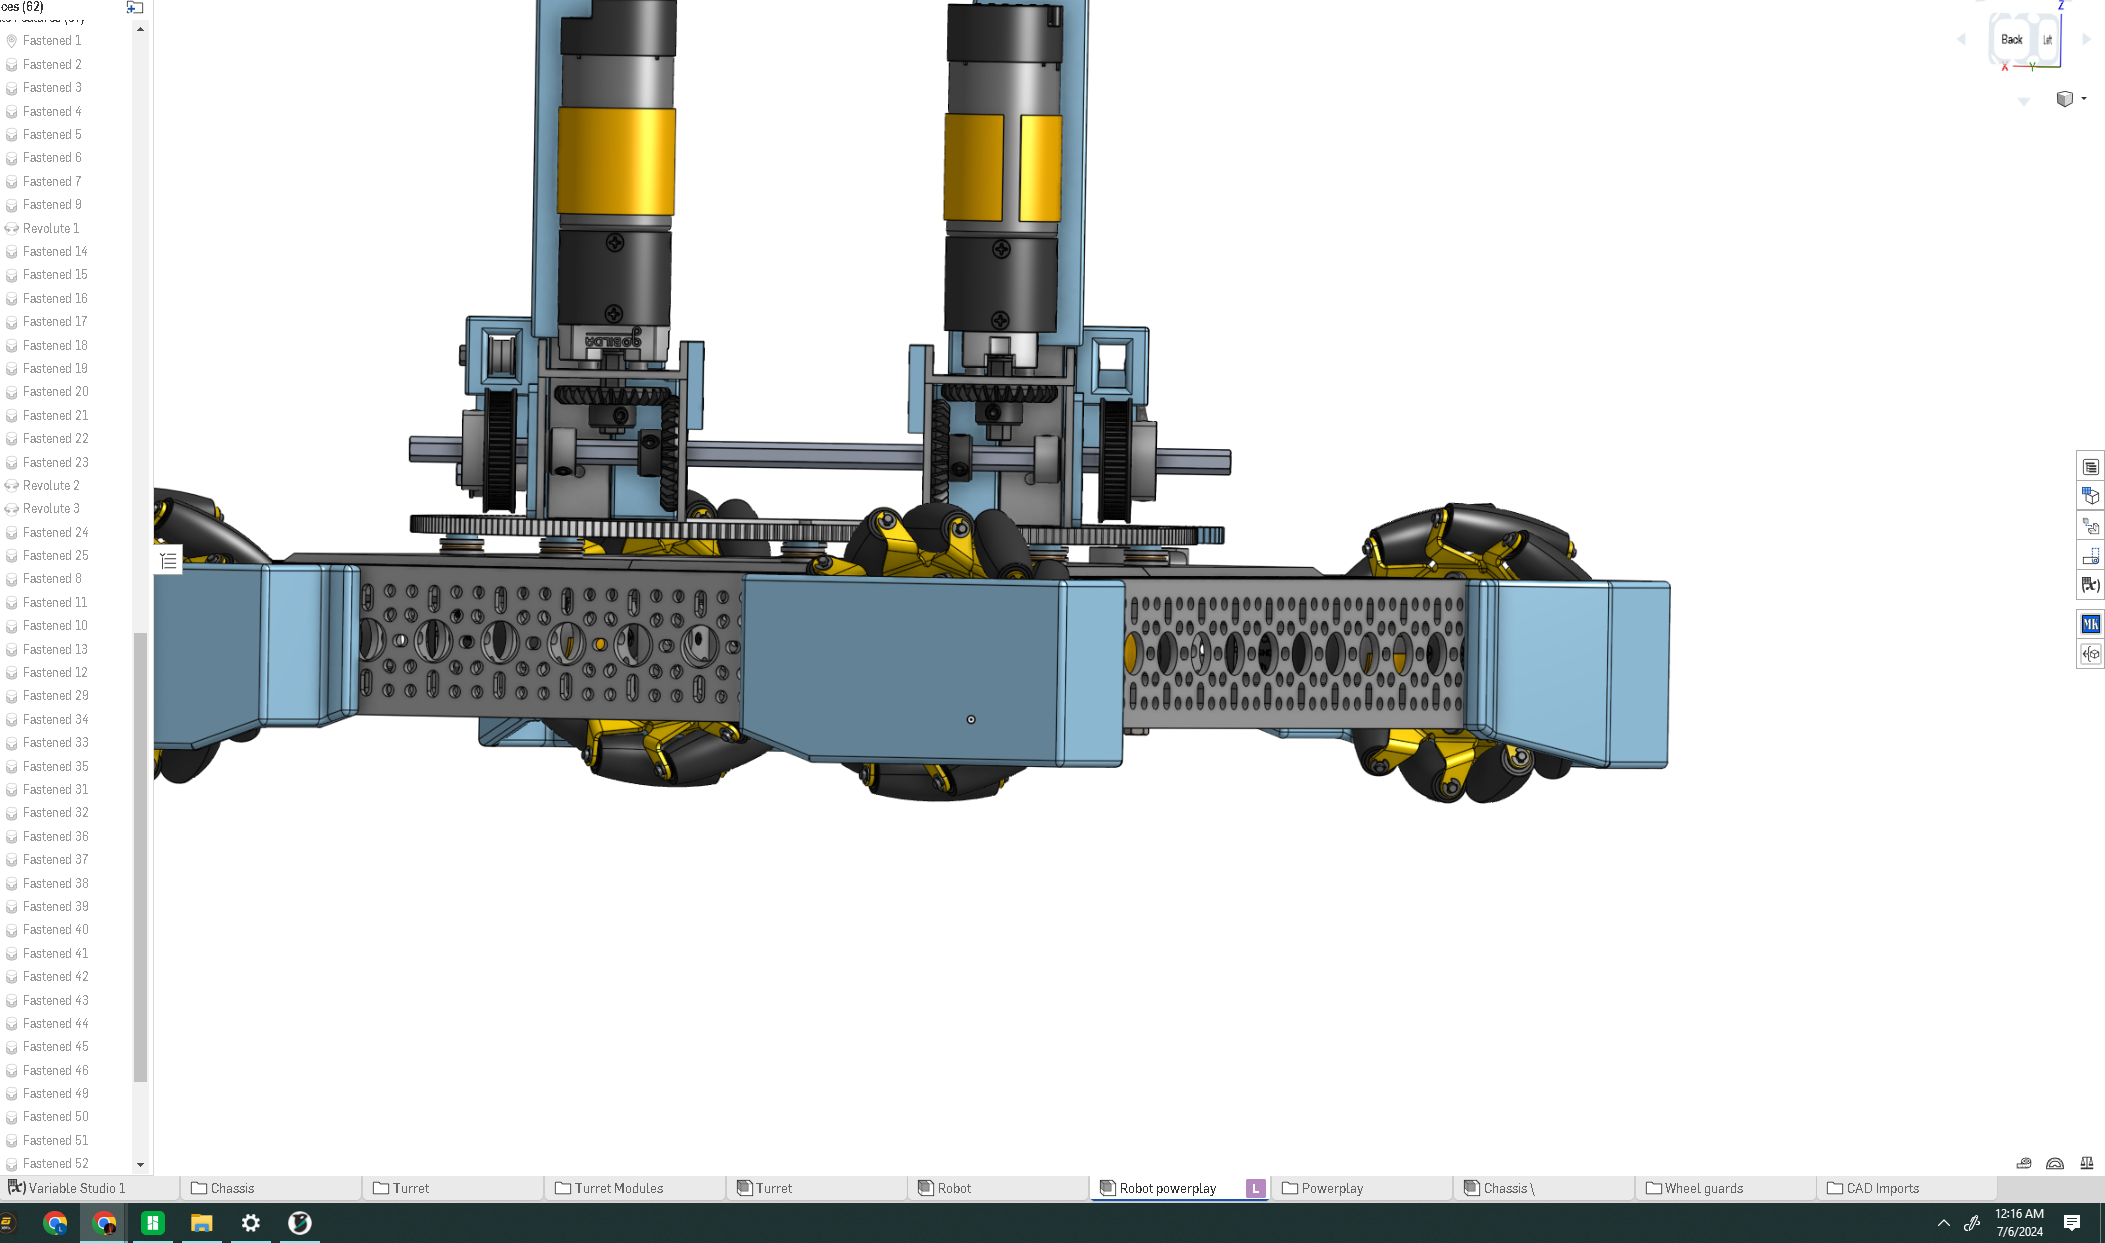 ces (62)
Fastened 1
Fastened 2
Fastened 3
Fastened 4
Fastened 5
Fastened 6
Fastened 7
Fastened 9
Revolute 1
Fastened 14
Fastened 15
Fastened 16
Fastened 17
Fastened 18
Fastened 19
Fastened 20
Fastened 21
Fastened 22
Fastened 23
Revolute 2
Revolute 3
Fastened 24
Fastened 25
Fastened 8
Fastened 11
Fastened 10
Fastened 13
Fastened 12
Fastened 29
Fastened 34
Fastened 33
Fastened 35
Fastened 31
Fastened 32
Fastened 36
Fastened 37
Fastened 38
Fastened 39
Fastened 40
Fastened 41
Fastened 42
Fastened 43
Fastened 44
Fastened 45
Fastened 46
Fastened 49
Fastened 50
Fastened 51
Fastened 52
goBILDA
Z
Back
Left
X
Y
(x)
MK
(x) Variable Studio 1
Chassis
Turret
Turret Modules
Turret
Robot
Robot powerplay
L
Powerplay
Chassis \
Wheel guards
CAD Imports
12:16 AM
7/6/2024